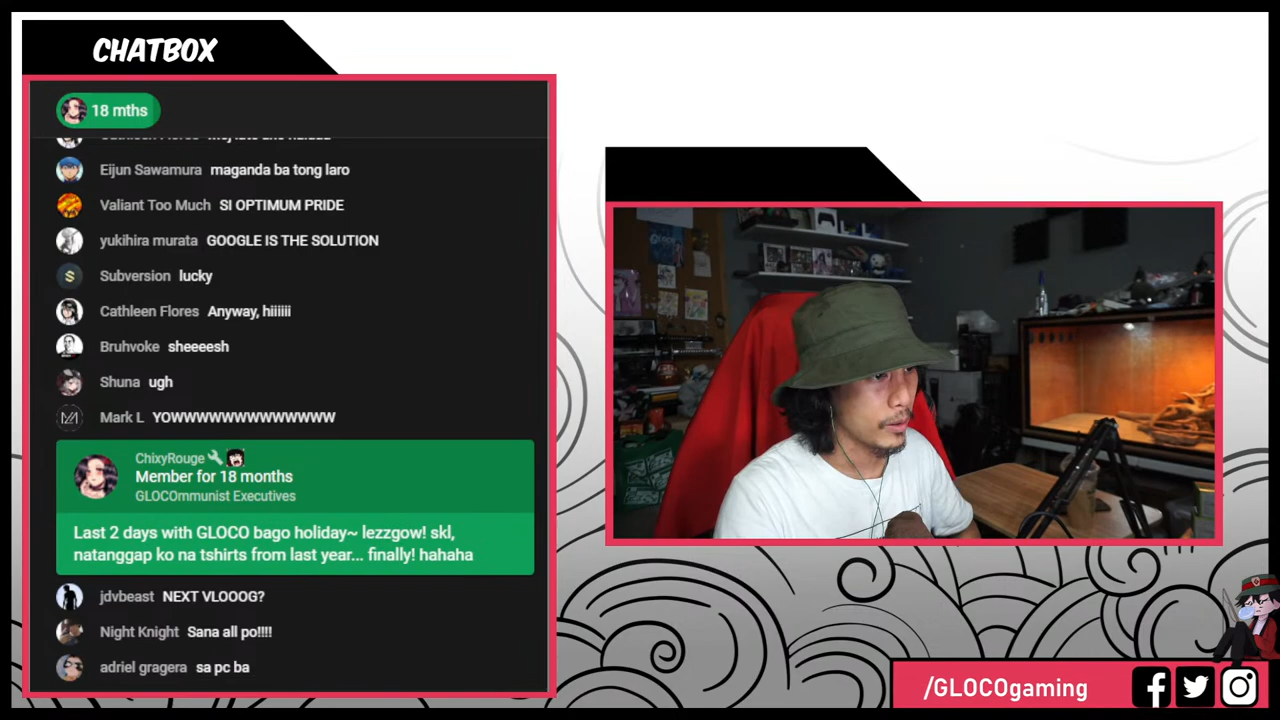 CHATBOX
18 mths
Eijun Sawamura maganda ba tong laro
Valiant Too Much SI OPTIMUM PRIDE
yukihira murata GOOGLE IS THE SOLUTION
$
Subversion lucky
Cathleen Flores Anyway, hiiiiii
Bruhvoke sheeeesh
Shuna ugh
Mark L YOWWWWWWWWWWWWW
ChixyRouge
Member for 18 months
GLOCOmmunist Executives
Last 2 days with GLOCO bago holiday~ lezzgow! skl,
natanggap ko na tshirts from last year... finally! hahaha
jdvbeast NEXT VLOOOG?
Night Knight Sana all po!!!!
adriel gragera sa pc ba
/GLOCOgaming